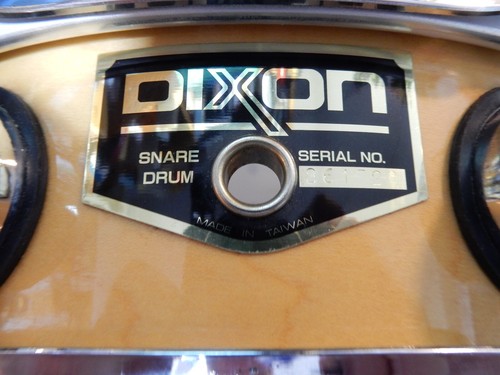 DIXON
SNARE SERIAL NO.
DRUM
MADE IN TAIWAN